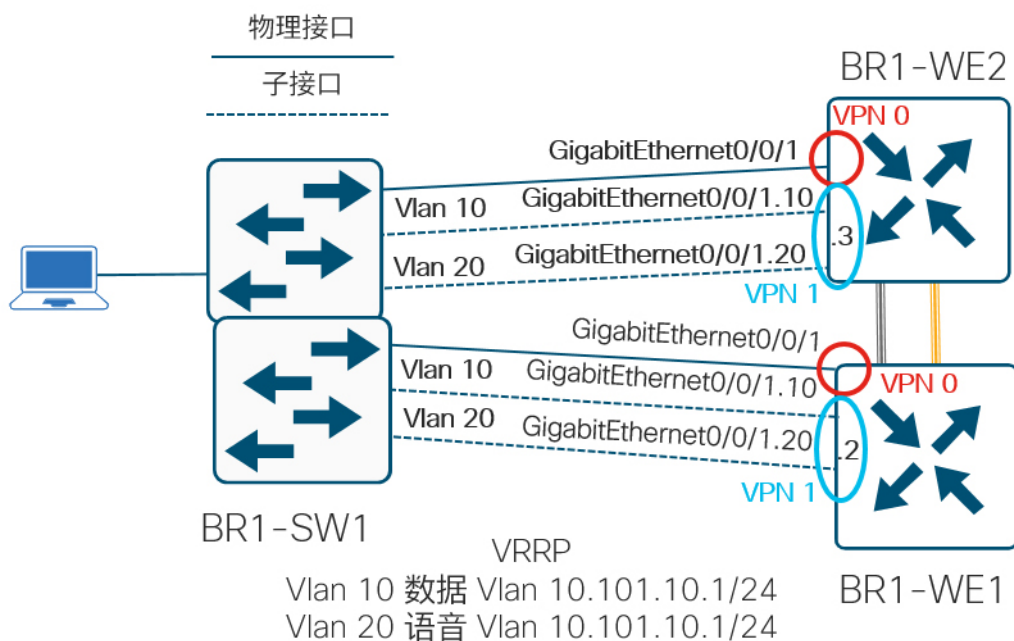 物理接口
子接口
BR1-WE2
VPN 0
GigabitEthernet0/0/1
Vlan 10
GigabitEthernet0/0/1.10
.3
Vlan 20
GigabitEthernet0/0/1.20
VPN 1
GigabitEthernet0/0/1
Vlan 10
GigabitEthernet0/0/1.10
VPN 0
Vlan 20
GigabitEthernet0/0/1.20
.2
VPN 1
BR1-SW1
VRRP
Vlan 10 数据 Vlan 10.101.10.1/24
Vlan 20 语音 Vlan 10.101.10.1/24
BR1-WE1